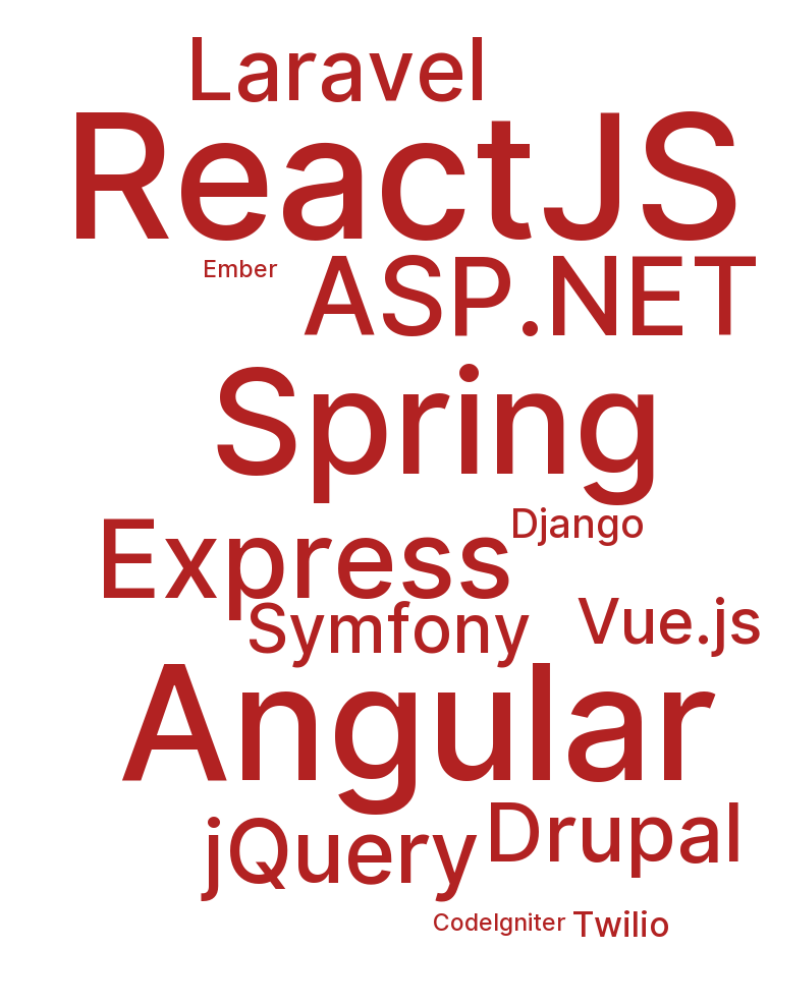 Laravel
ReactJS
Ember
ASP.NET
Spring
Django
Express
Symfony
Vue.js
Angular
jQuery
Drupal
CodeIgniter
Twilio